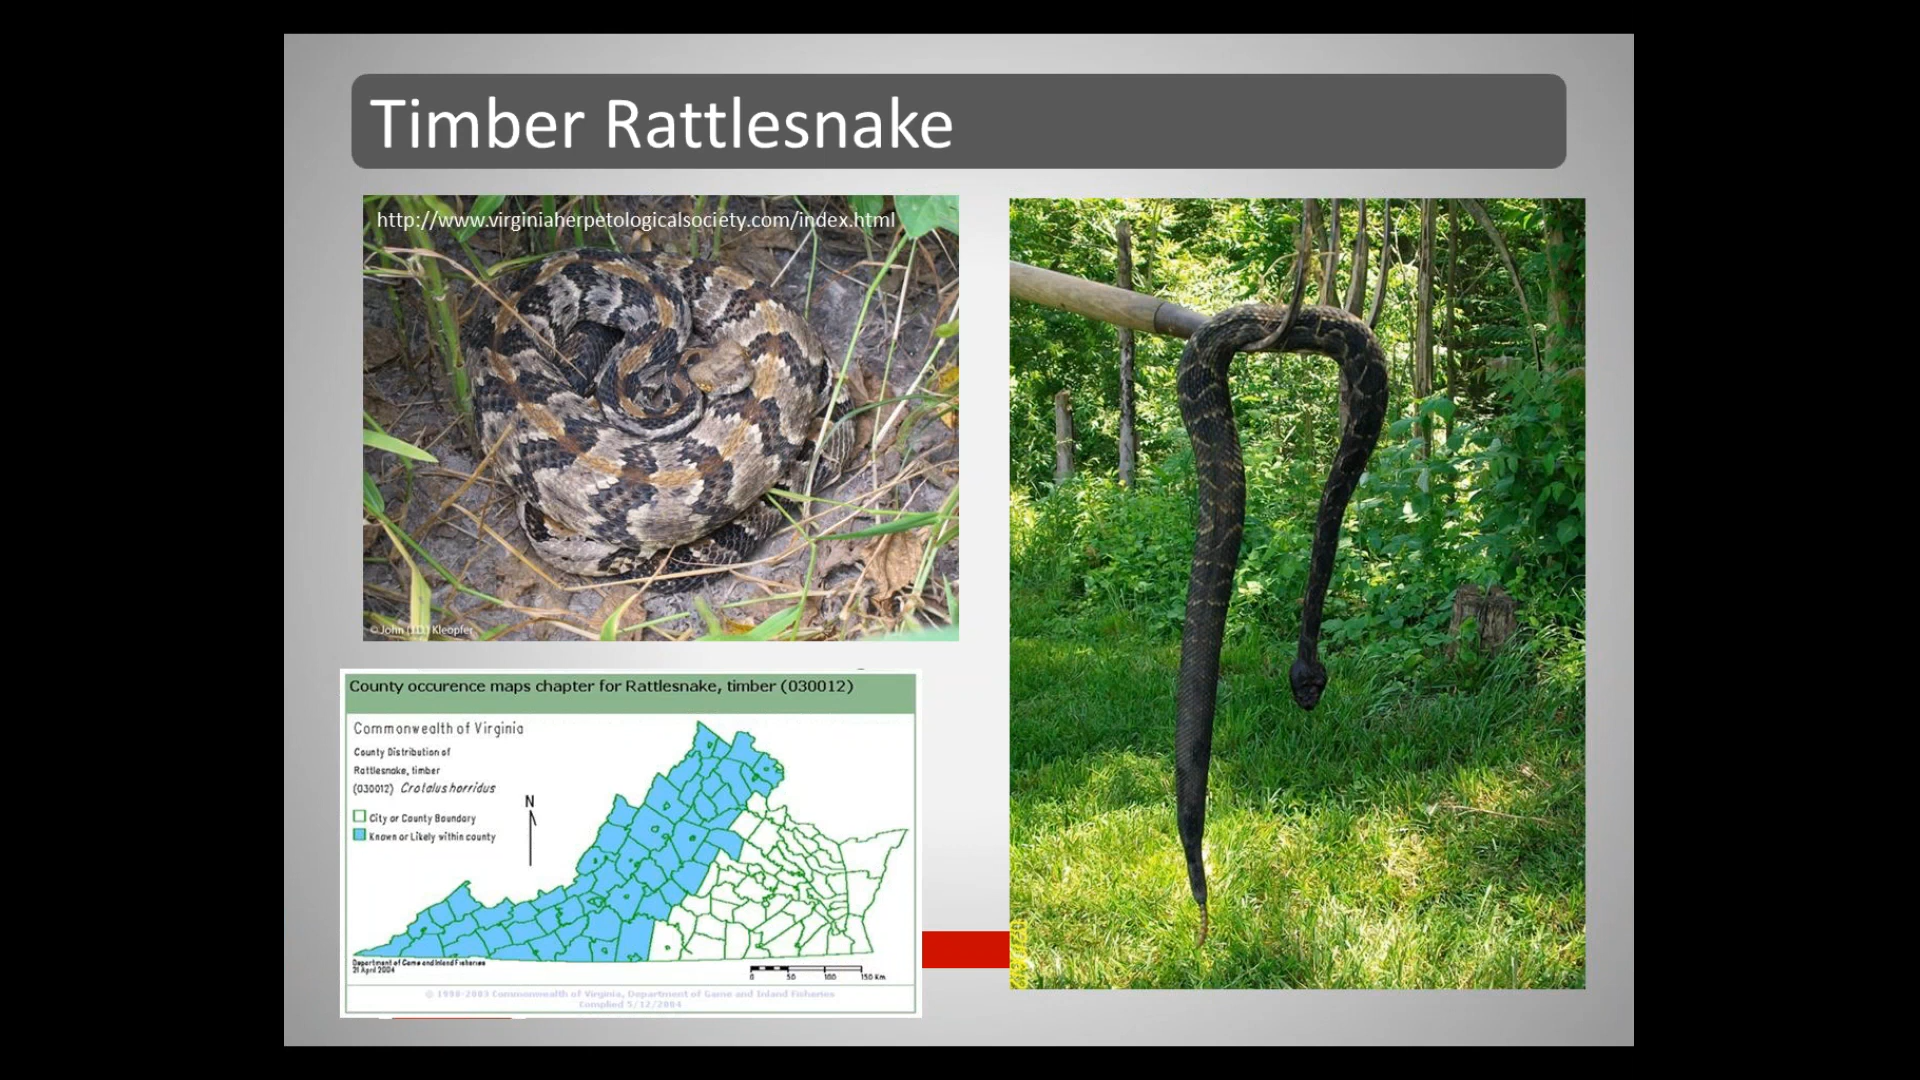 Timber Rattlesnake
http://www.virginiaherpetologicalsociety.com/index.html
Kleopfer
County occurence maps chapter for Rattlesnake, timber (030012)
Commonwealth of Virginia
County Distribution of
Rattlesnake, timber
(030012) Crotalus horridus
N
City or County Boundary
Known or Likely within county
Department of Game and Inland Fisheries
21 April 2004
0 50 100 150 Km
© 1998-2003 Commonwealth of Virginia, Department of Game and Inland Fisheries
Complied 5/12/2004